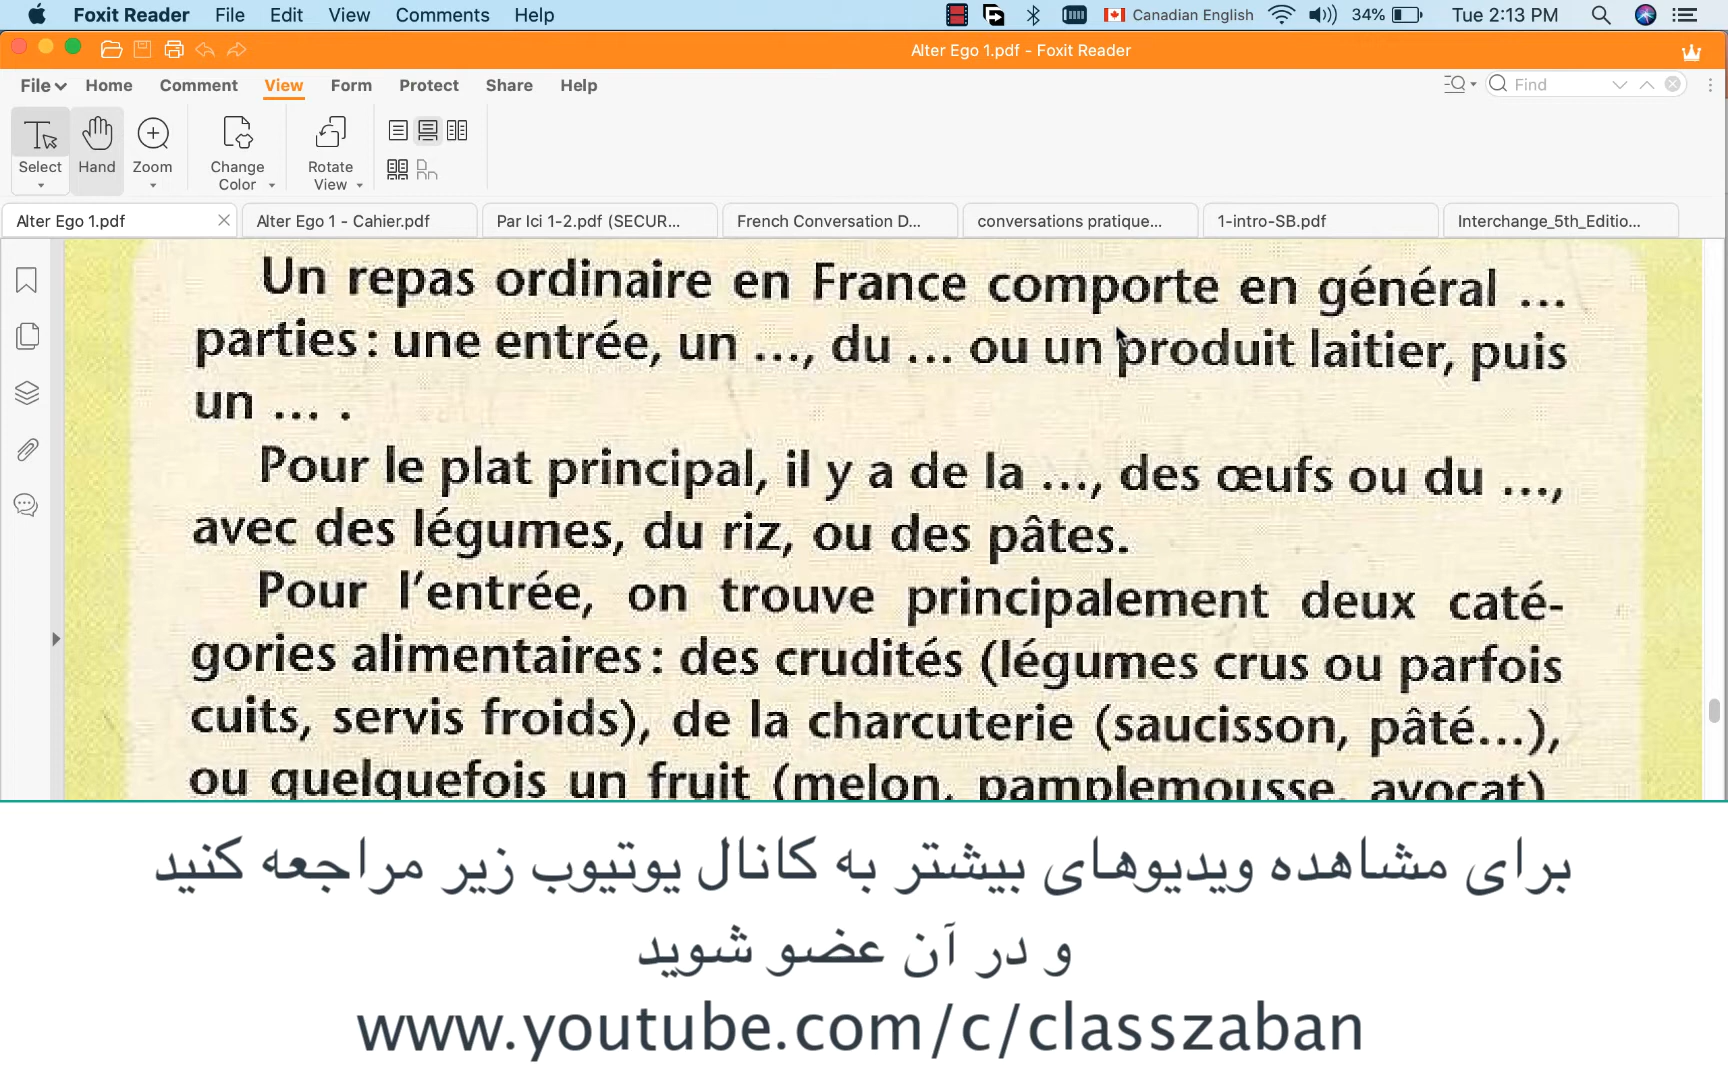 Foxit Reader File Edit View Comments Help Canadian English 34% Tue 2:13 PM
Alter Ego 1.pdf - Foxit Reader
File Home Comment View Form Protect Share Help Find
Select Hand Zoom Change Color Rotate View
Alter Ego 1.pdf Alter Ego 1 - Cahier.pdf Par Ici 1-2.pdf (SECUR... French Conversation D... conversations pratique... 1-intro-SB.pdf Interchange_5th_Editio...
Un repas ordinaire en France comporte en général ...
parties : une entrée, un ..., du ... ou un produit laitier, puis
un ... .
Pour le plat principal, il y a de la ..., des œufs ou du ...,
avec des légumes, du riz, ou des pâtes.
Pour l'entrée, on trouve principalement deux caté-
gories alimentaires : des crudités (légumes crus ou parfois
cuits, servis froids), de la charcuterie (saucisson, pâté...),
ou quelquefois un fruit (melon, pamplemousse, avocat)
برای مشاهده ویدیوهای بیشتر به کانال یوتیوب زیر مراجعه کنید
و در آن عضو شوید
www.youtube.com/c/classzaban